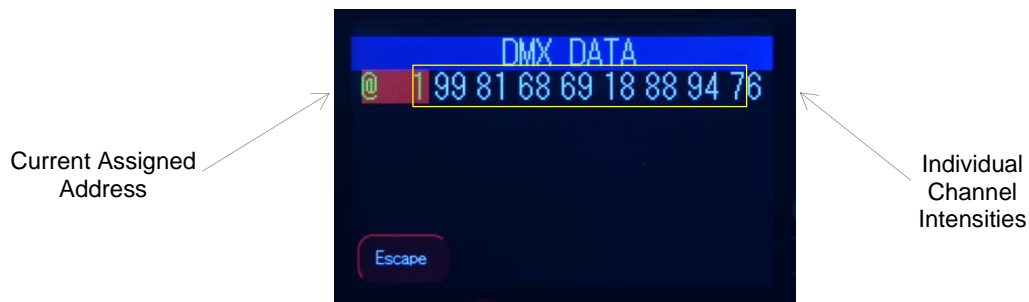 DMX DATA
@ 1 99 81 68 69 18 88 94 76
Current Assigned
Address
Individual
Channel
Intensities
Escape